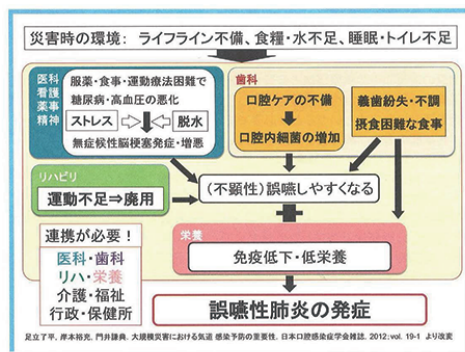 災害時の環境: ライフライン不備、食糧・水不足、睡眠・トイレ不足
医科
看護
薬事
精神
服薬・食事・運動療法困難で
糖尿病・高血圧の悪化
ストレス
脱水
無症候性脳梗塞発症・増悪
歯科
口腔ケアの不備
口腔内細菌の増加
義歯紛失・不調
摂食困難な食事
リハビリ
運動不足⇒廃用
(不顕性)誤嚥しやすくなる
連携が必要!
医科・歯科
リハ・栄養
介護・福祉
行政・保健所
栄養
免疫低下・低栄養
誤嚥性肺炎の発症
足立了平, 岸本裕充, 門井謙典. 大規模災害における気道感染予防の重要性. 日本口腔感染症学会雑誌. 2012; vol. 19-1 より改変